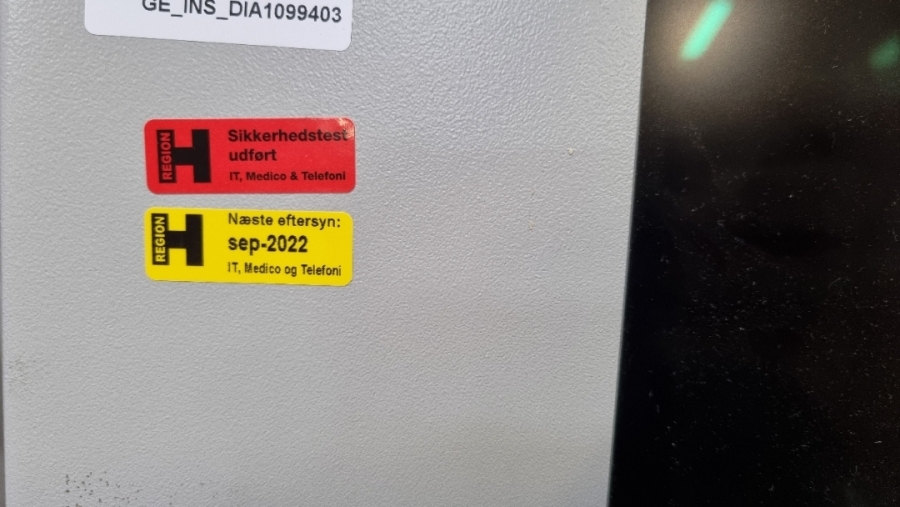 GE_INS_DIA1099403
REGION H
Sikkerhedstest
udført
IT, Medico & Telefoni
REGION H
Næste eftersyn:
sep-2022
IT, Medico og Telefoni